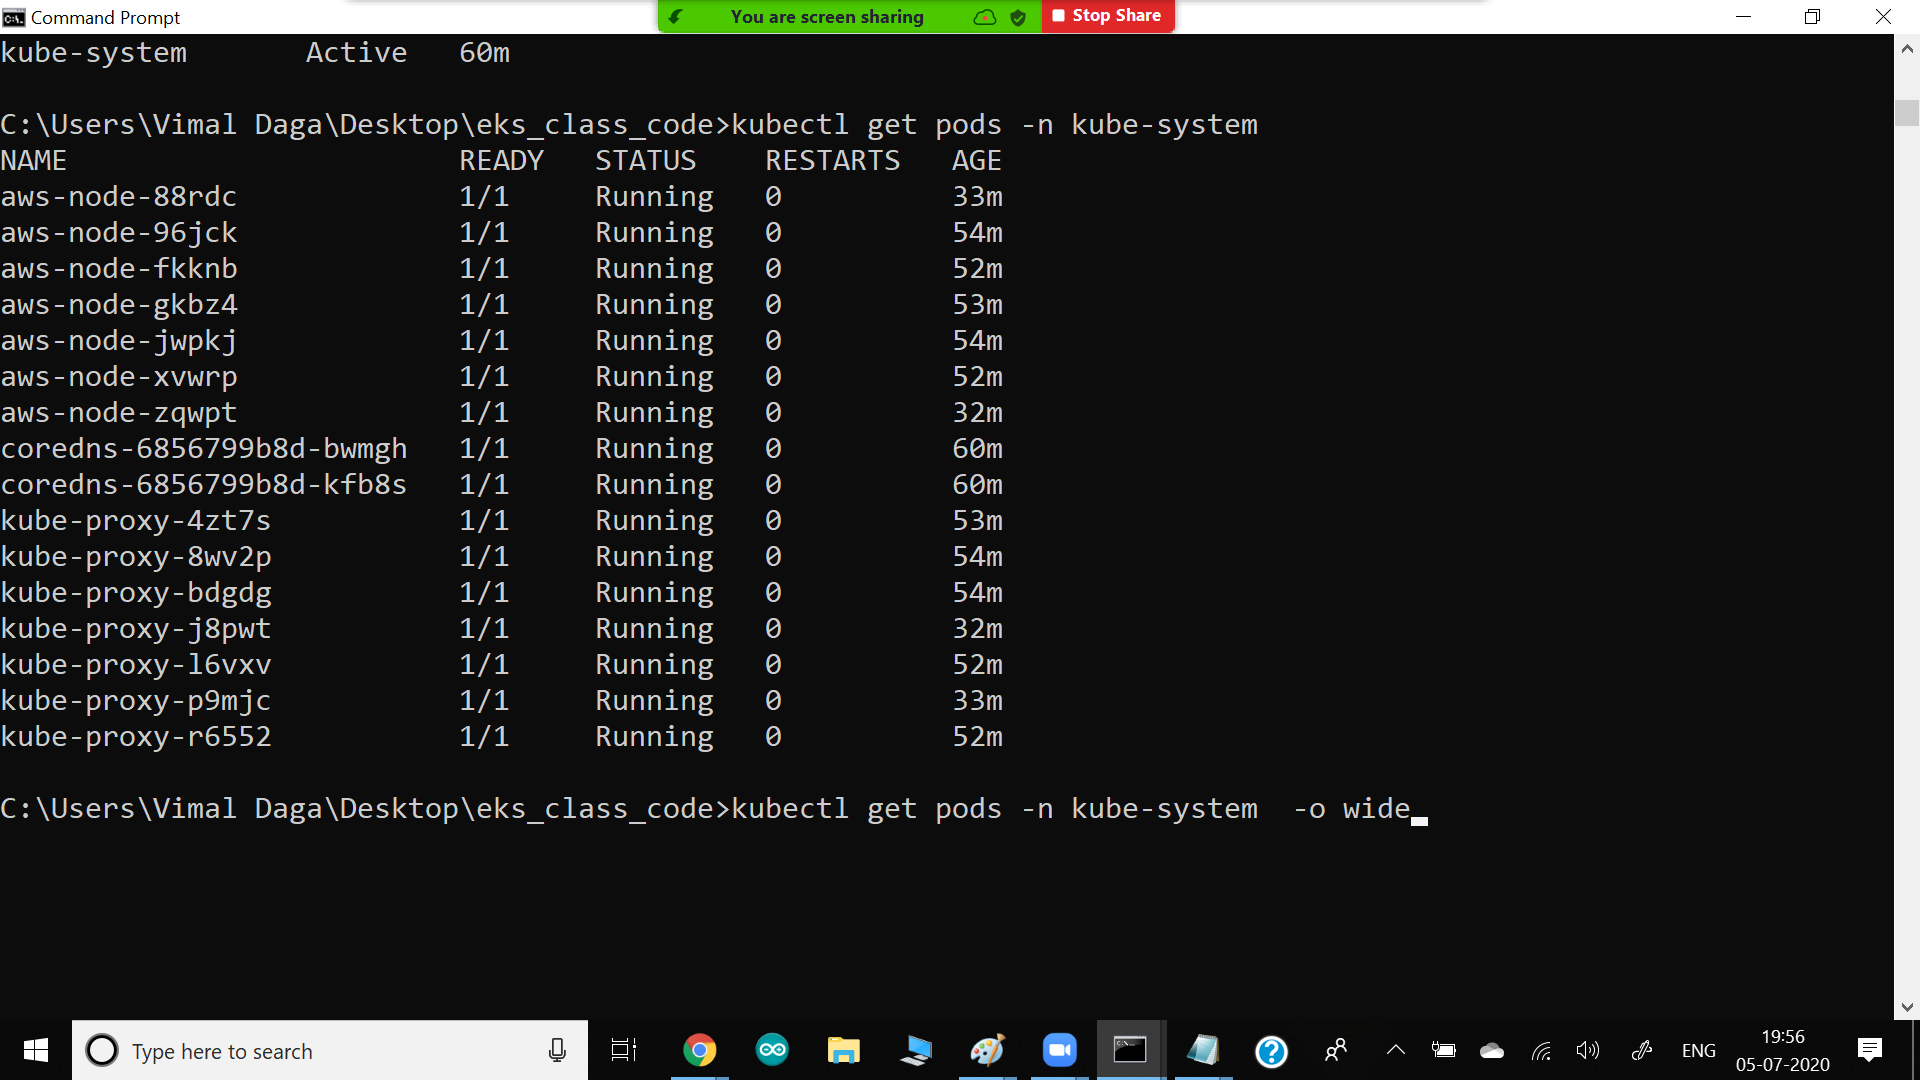 Command Prompt
You are screen sharing
Stop Share
kube-system       Active   60m
C:\Users\Vimal Daga\Desktop\eks_class_code>kubectl get pods -n kube-system
NAME                       READY   STATUS    RESTARTS   AGE
aws-node-88rdc             1/1     Running   0          33m
aws-node-96jck             1/1     Running   0          54m
aws-node-fkknb             1/1     Running   0          52m
aws-node-gkbz4             1/1     Running   0          53m
aws-node-jwpkj             1/1     Running   0          54m
aws-node-xvwrp             1/1     Running   0          52m
aws-node-zqwpt             1/1     Running   0          32m
coredns-6856799b8d-bwmgh   1/1     Running   0          60m
coredns-6856799b8d-kfb8s   1/1     Running   0          60m
kube-proxy-4zt7s           1/1     Running   0          53m
kube-proxy-8wv2p           1/1     Running   0          54m
kube-proxy-bdgdg           1/1     Running   0          54m
kube-proxy-j8pwt           1/1     Running   0          32m
kube-proxy-l6vxv           1/1     Running   0          52m
kube-proxy-p9mjc           1/1     Running   0          33m
kube-proxy-r6552           1/1     Running   0          52m
C:\Users\Vimal Daga\Desktop\eks_class_code>kubectl get pods -n kube-system  -o wide
Type here to search
ENG
19:56
05-07-2020